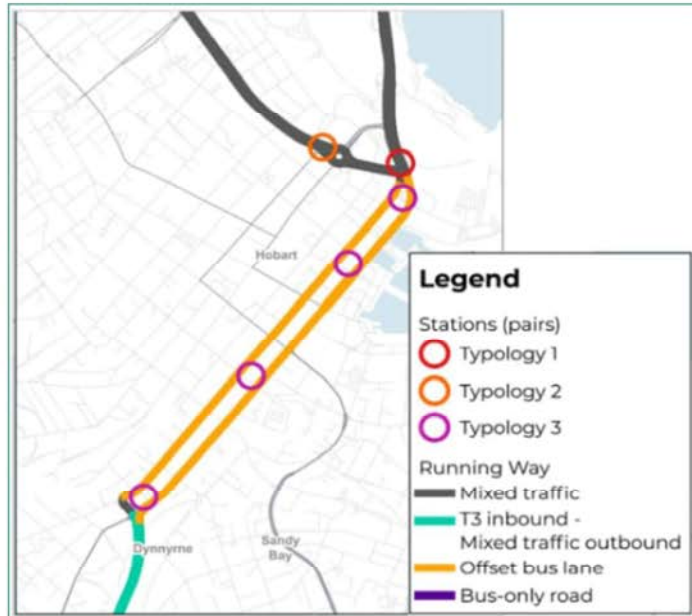 Hobart
Dynnyrne
Sandy
Bay
Legend
Stations (pairs)
Typology 1
Typology 2
Typology 3
Running Way
Mixed traffic
T3 inbound -
Mixed traffic outbound
Offset bus lane
Bus-only road